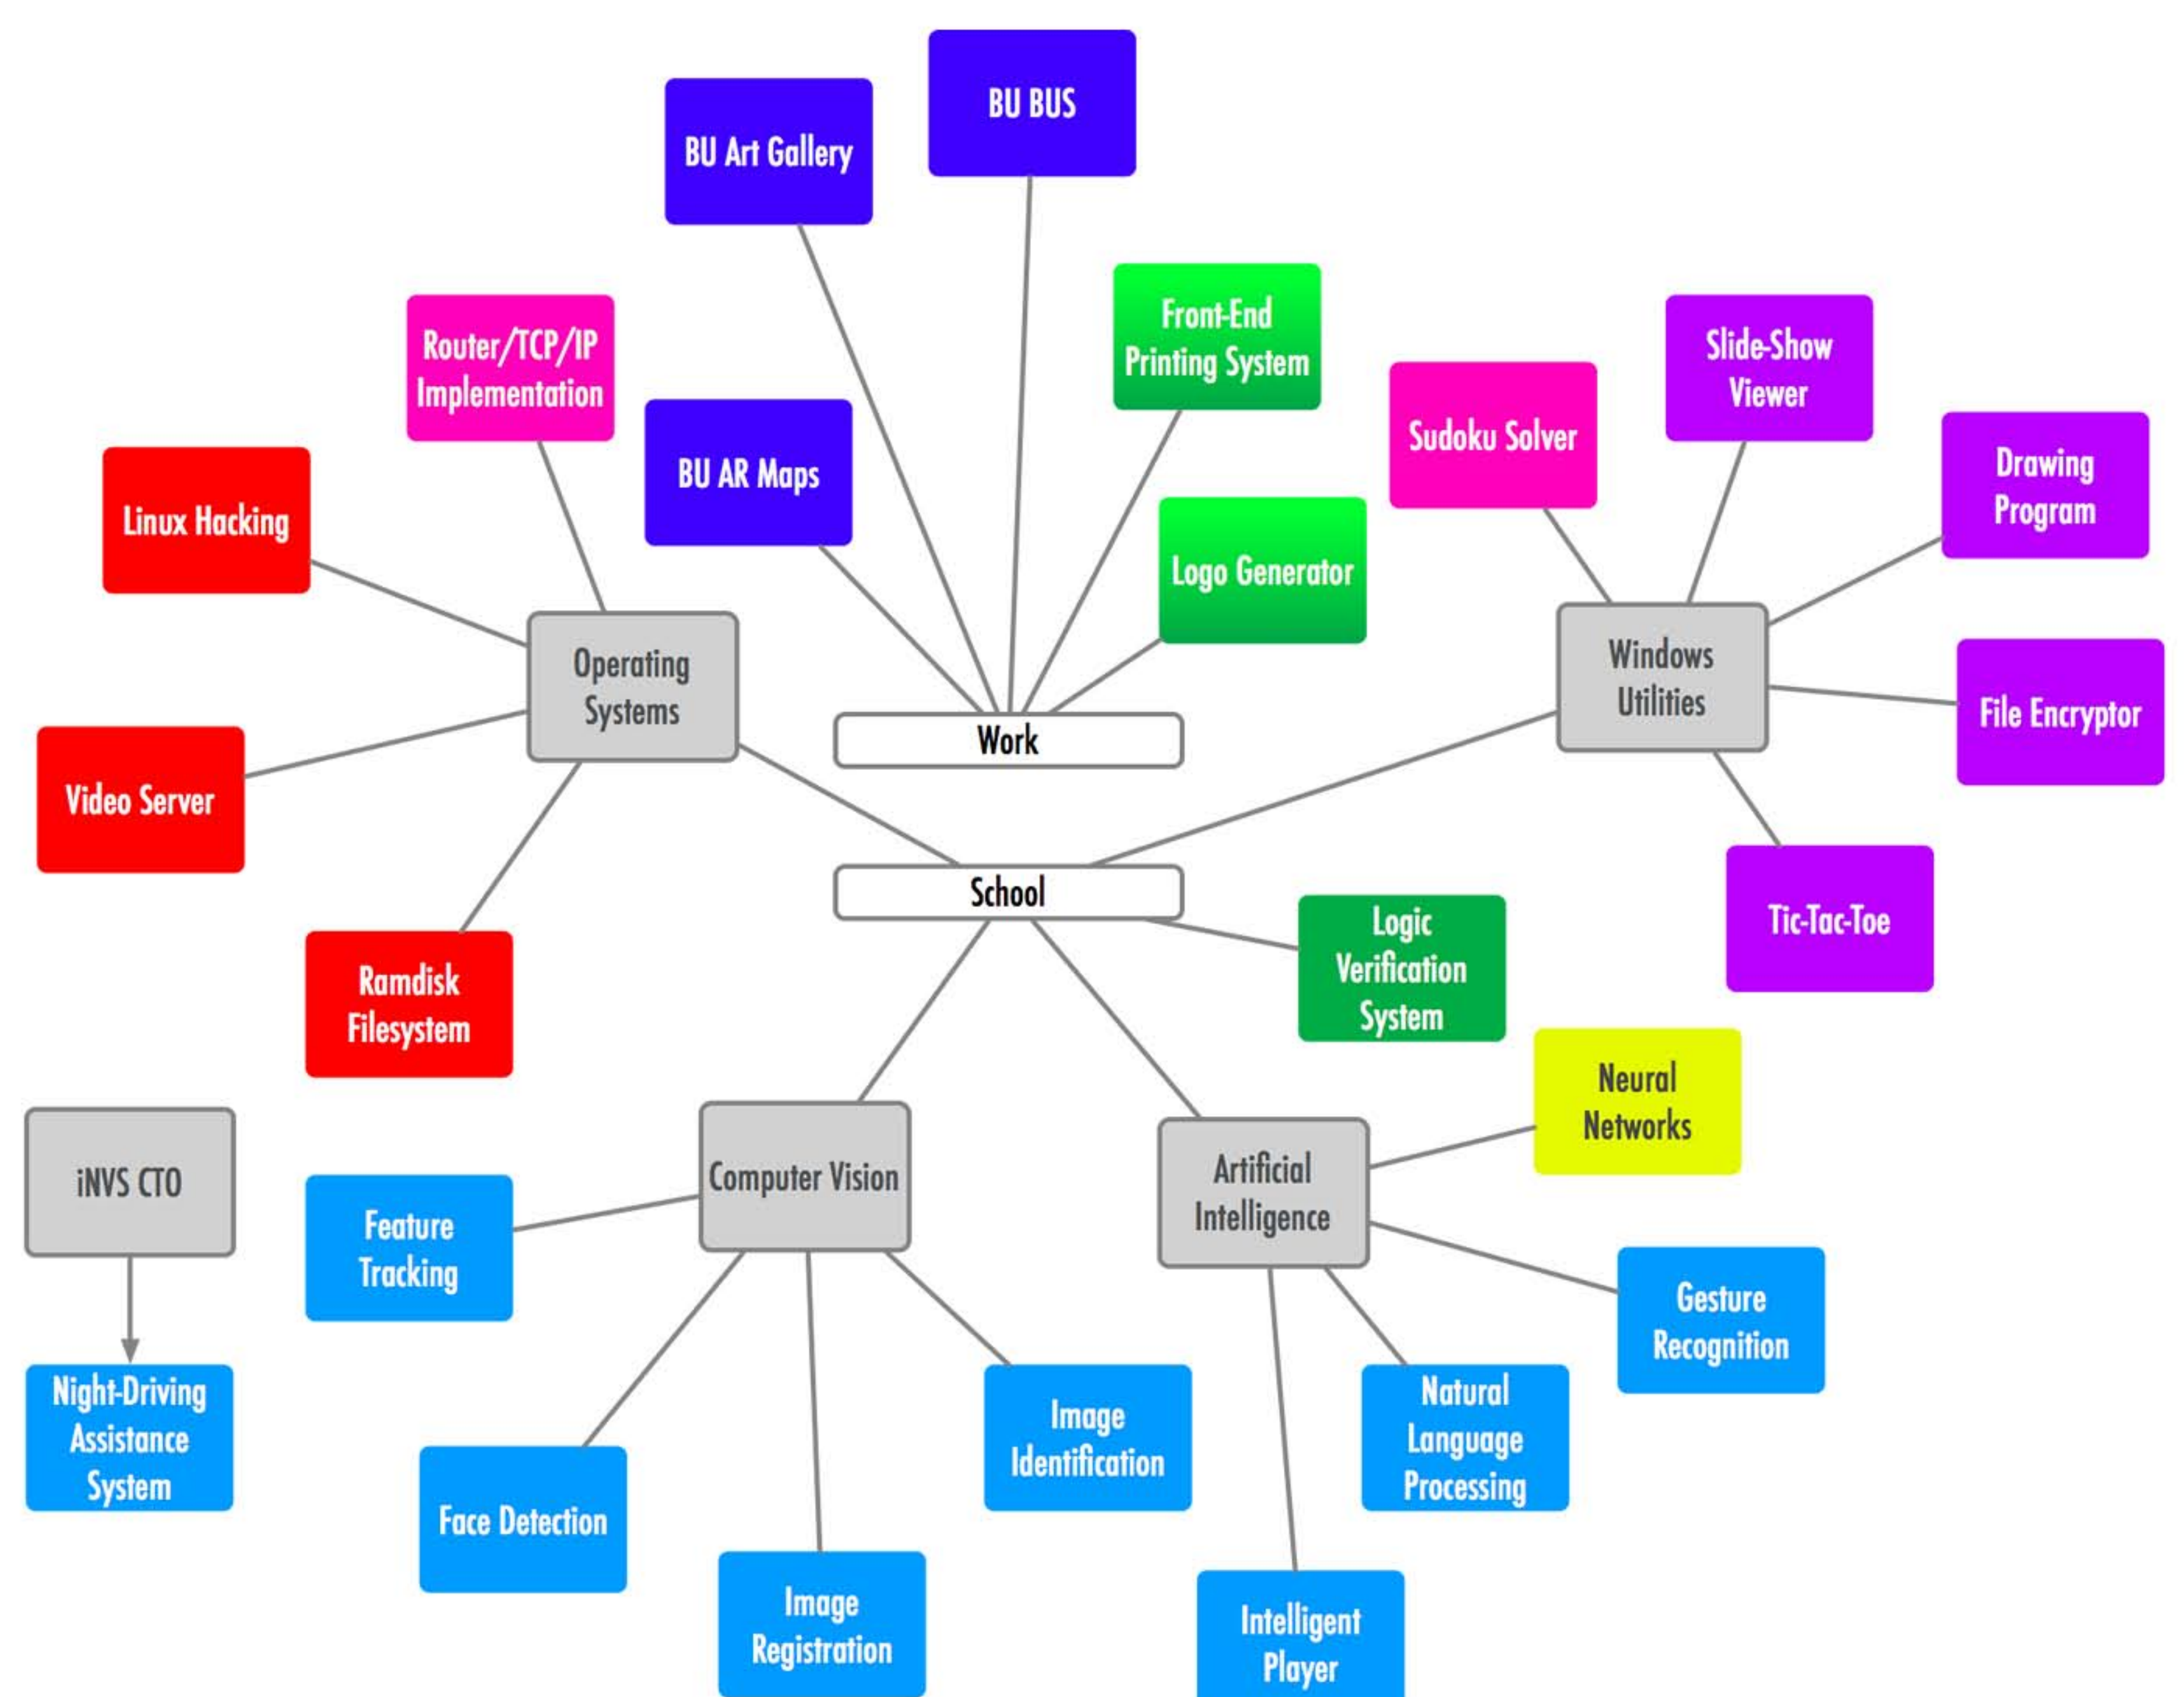 BU BUS
BU Art Gallery
Front-End
Printing System
Router/TCP/IP
Implementation
Slide-Show
Viewer
Sudoku Solver
BU AR Maps
Drawing
Program
Linux Hacking
Logo Generator
Operating
Systems
Windows
Utilities
File Encryptor
Work
Video Server
School
Logic
Verification
System
Tic-Tac-Toe
Ramdisk
Filesystem
Neural
Networks
iNVS CTO
Computer Vision
Artificial
Intelligence
Feature
Tracking
Gesture
Recognition
Night-Driving
Assistance
System
Image
Identification
Natural
Language
Processing
Face Detection
Image
Registration
Intelligent
Player